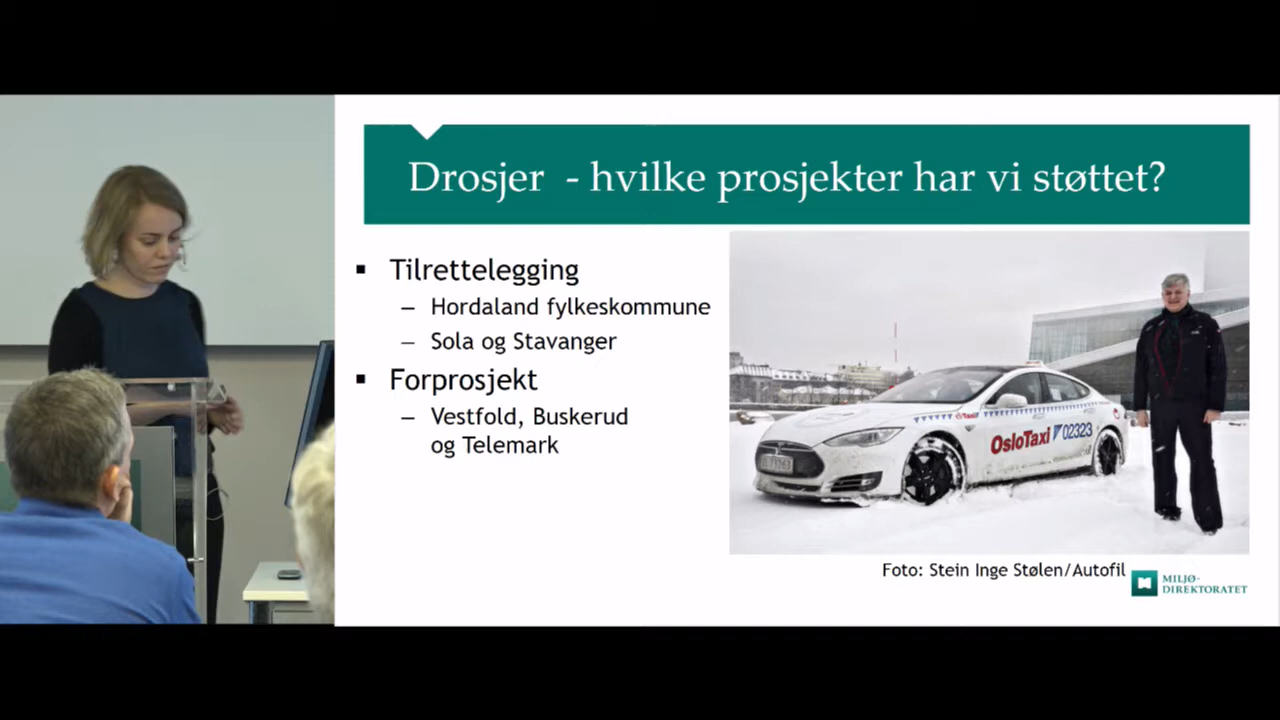 Drosjer - hvilke prosjekter har vi støttet?
▪ Tilrettelegging
– Hordaland fylkeskommune
– Sola og Stavanger
▪ Forprosjekt
– Vestfold, Buskerud
og Telemark
OsloTaxi 02323
Foto: Stein Inge Stølen/Autofil
MILJØ-
DIREKTORATET